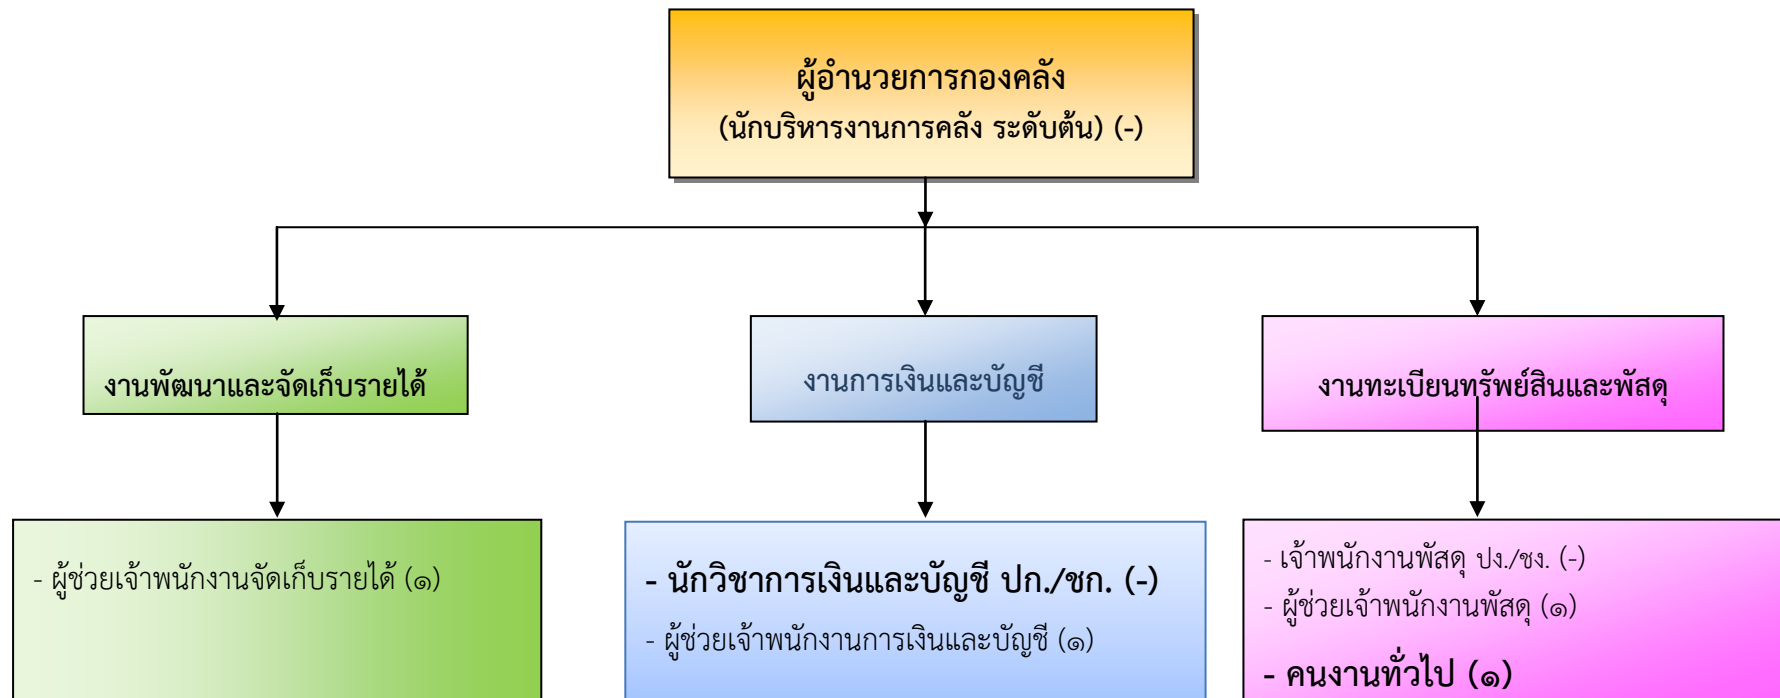 ผู้อำนวยการกองคลัง
(นักบริหารงานการคลัง ระดับต้น) (-)
งานพัฒนาและจัดเก็บรายได้
งานการเงินและบัญชี
งานทะเบียนทรัพย์สินและพัสดุ
- ผู้ช่วยเจ้าพนักงานจัดเก็บรายได้ (๑)
- นักวิชาการเงินและบัญชี ปก./ชก. (-)
- ผู้ช่วยเจ้าพนักงานการเงินและบัญชี (๑)
- เจ้าพนักงานพัสดุ ปง./ชง. (-)
- ผู้ช่วยเจ้าพนักงานพัสดุ (๑)
- คนงานทั่วไป (๑)